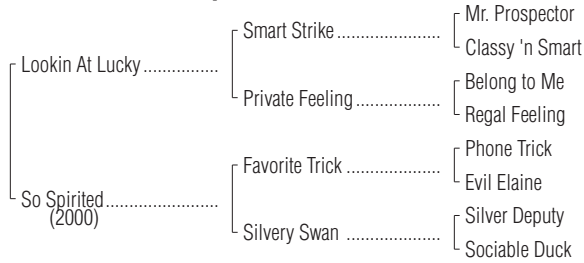 Mr. Prospector
Smart Strike ..................
Classy 'n Smart
Lookin At Lucky ...............
Belong to Me
Private Feeling .................
Regal Feeling
Phone Trick
Favorite Trick ...................
Evil Elaine
So Spirited .......................
(2000)
Silver Deputy
Silvery Swan ...................
Sociable Duck